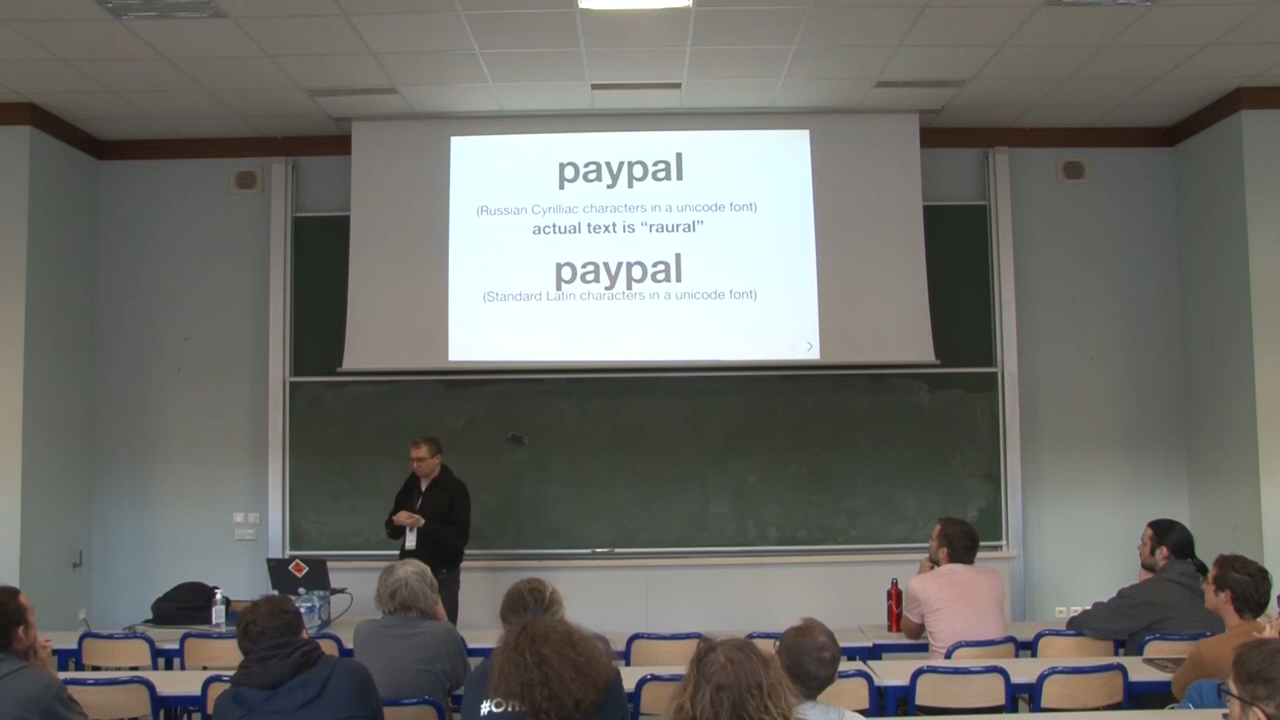 paypal
(Russian Cyrilliac characters in a unicode font)
actual text is “raural”
paypal
(Standard Latin characters in a unicode font)